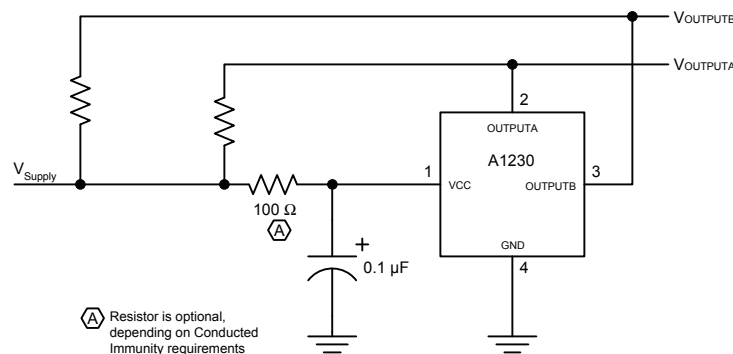 VOUTPUTB
VOUTPUTA
2
OUTPUTA
A1230
VSupply
1
3
VCC
OUTPUTB
100 Ω
A
+
0.1 µF
GND
4
A Resistor is optional,
depending on Conducted
Immunity requirements